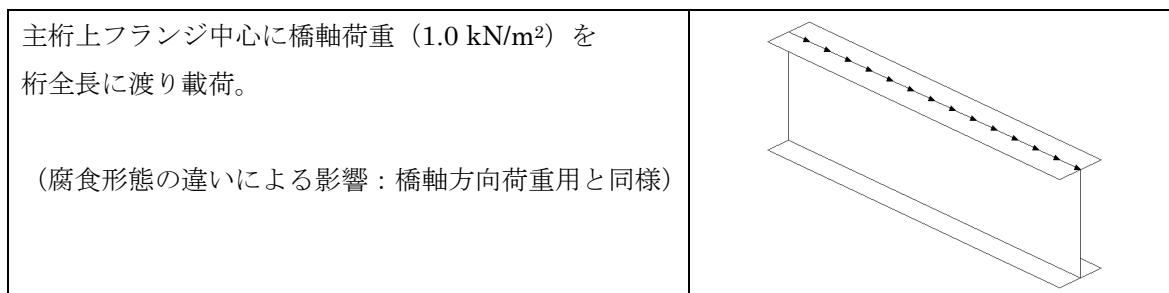 主桁上フランジ中心に橋軸荷重（1.0 kN/m²）を
桁全長に渡り載荷。
（腐食形態の違いによる影響：橋軸方向荷重用と同様）